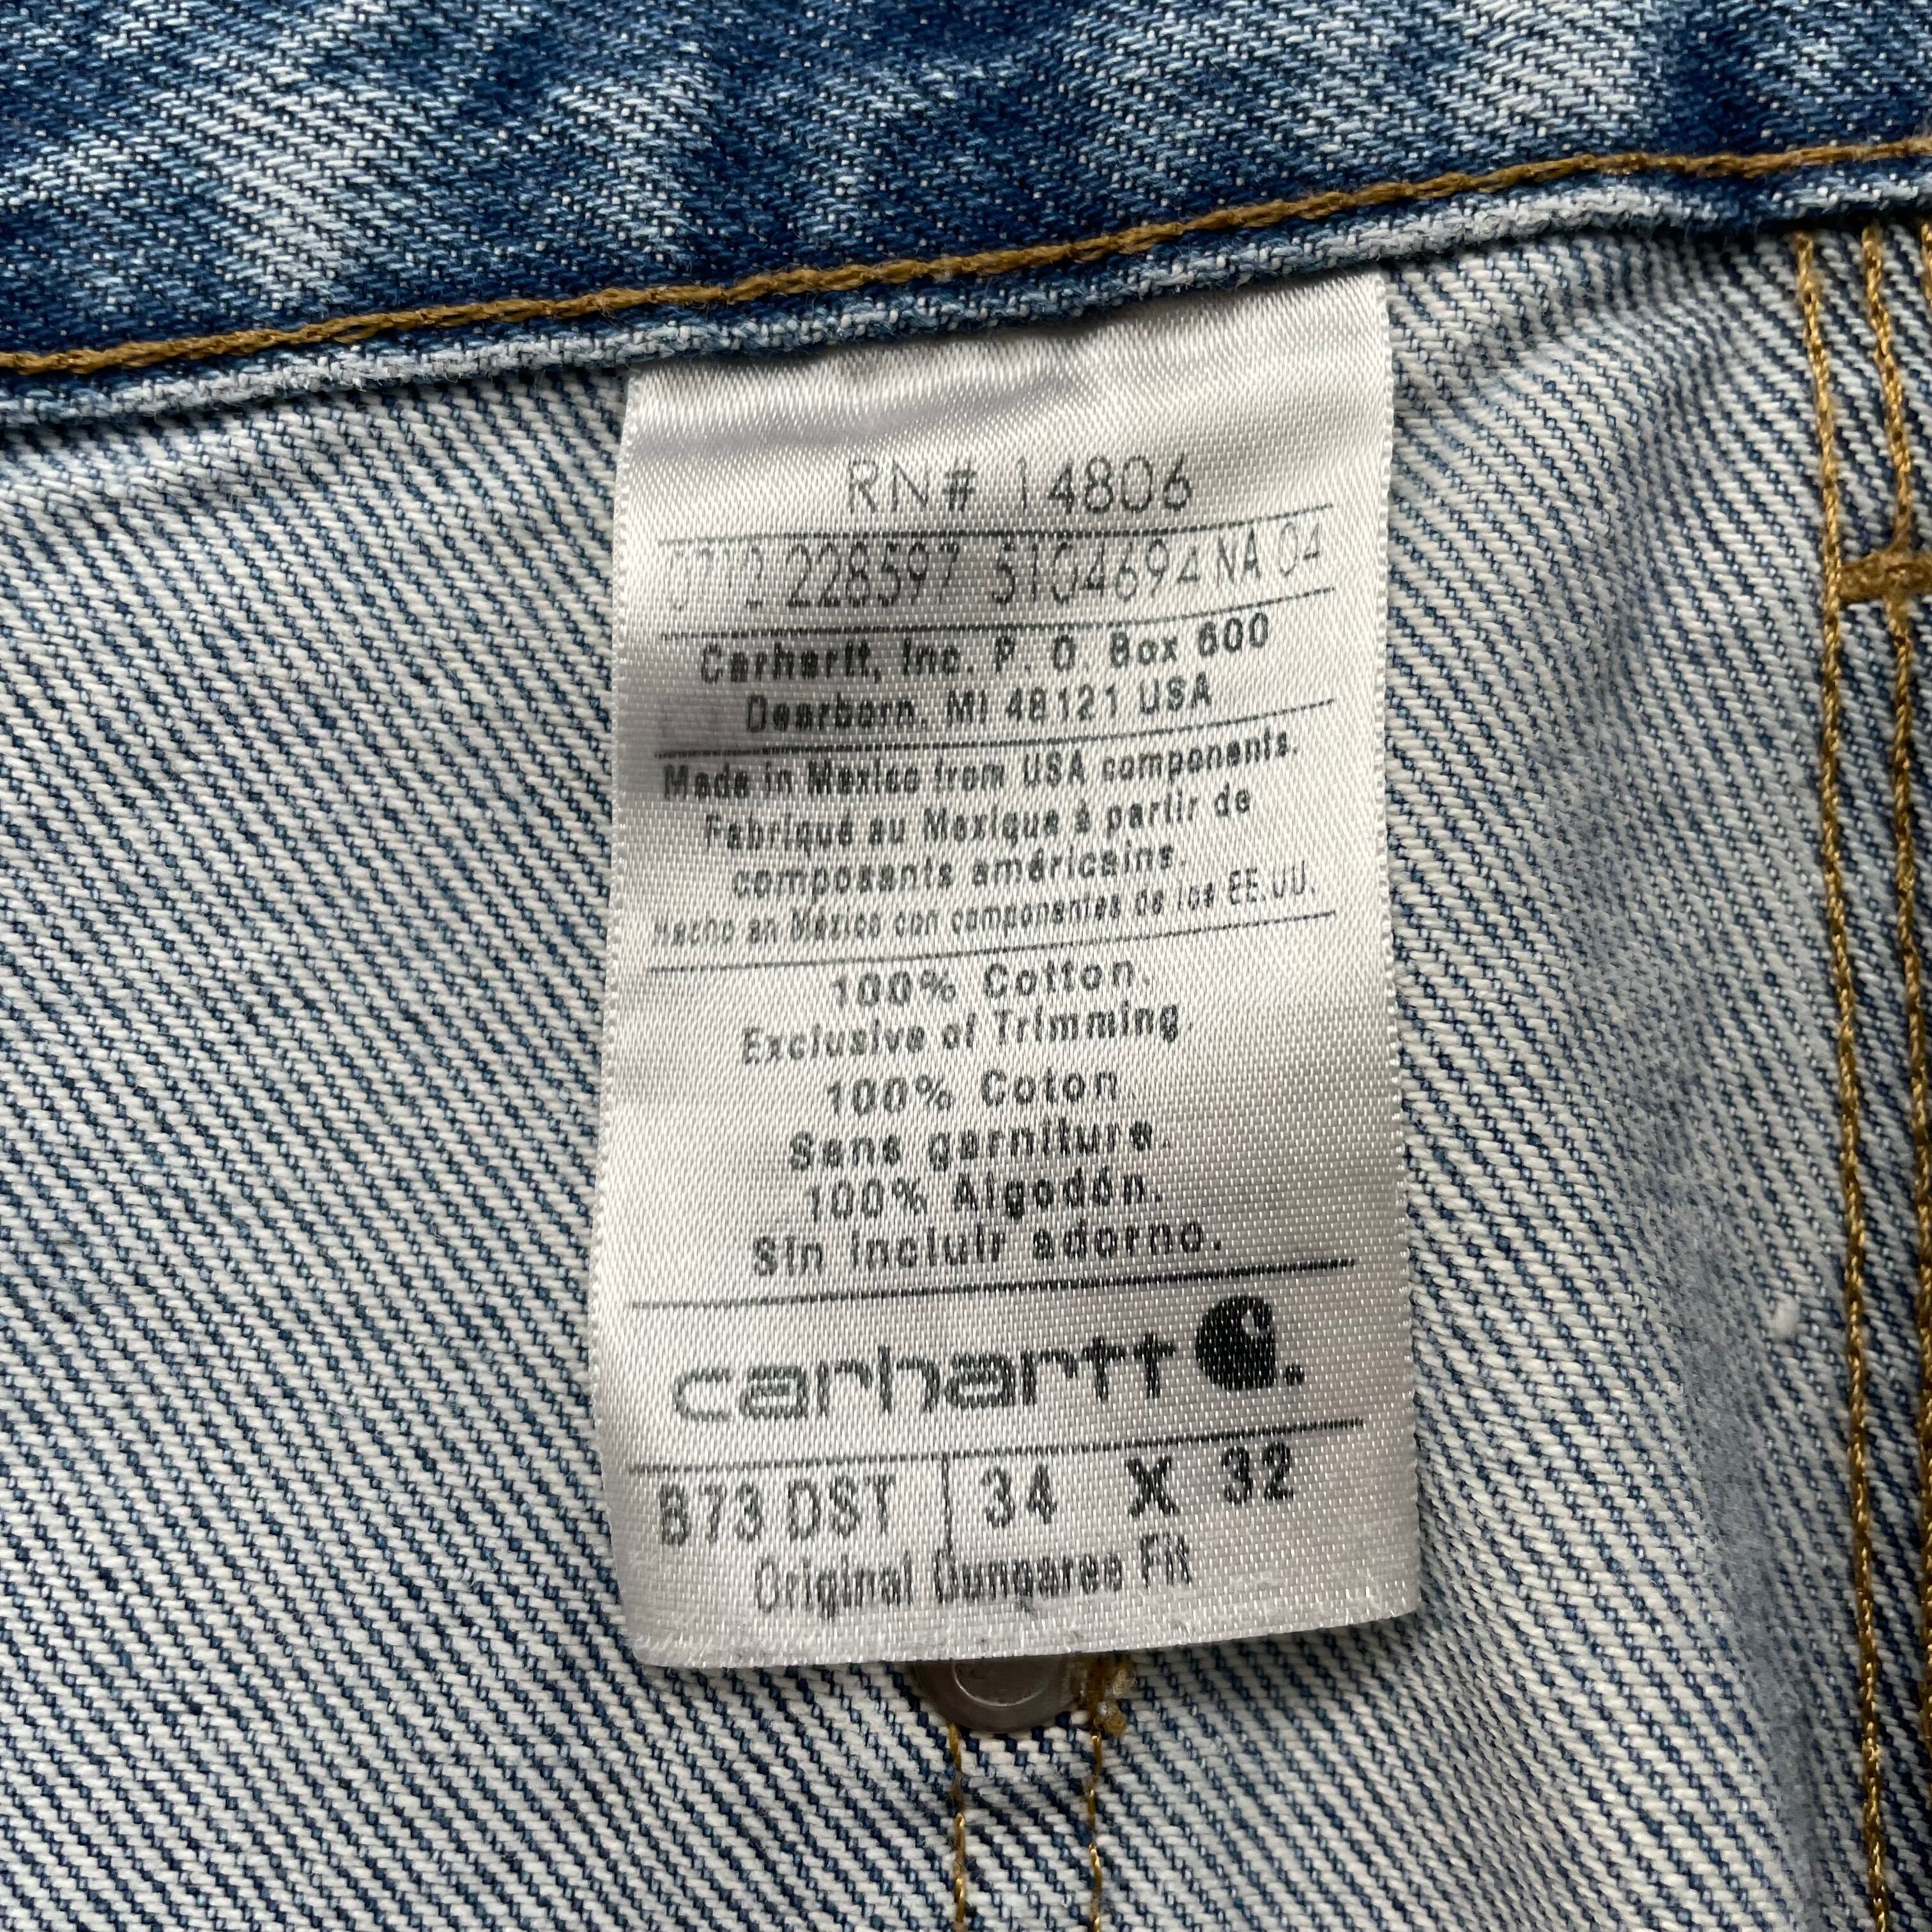 RN# 14806
228597 5104694 NA 04
Carhartt, Inc. P. O. Box 600
Dearborn, MI 48121 USA
Made in Mexico from USA components.
Fabriqué au Mexique à partir de
composants américains.
Hecho en México con componentes de los EE.UU.
100% Cotton.
Exclusive of Trimming.
100% Coton
Sans garniture.
100% Algodón.
Sin incluir adorno.
carhartt
B73 DST 34 X 32
Original Dungaree Fit